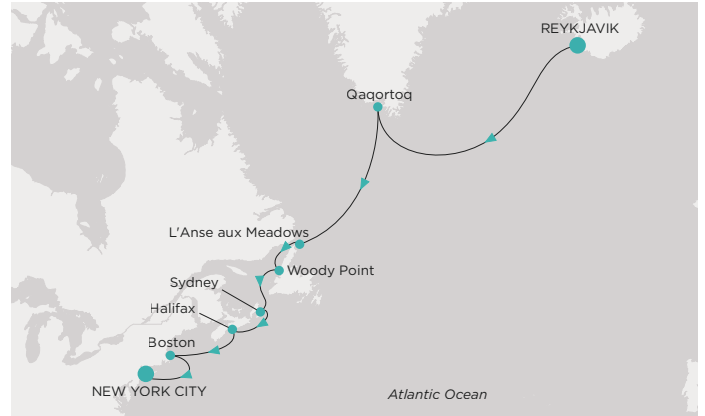 REYKJAVIK
Qaqortoq
L'Anse aux Meadows
Woody Point
Sydney
Halifax
Boston
NEW YORK CITY
Atlantic Ocean